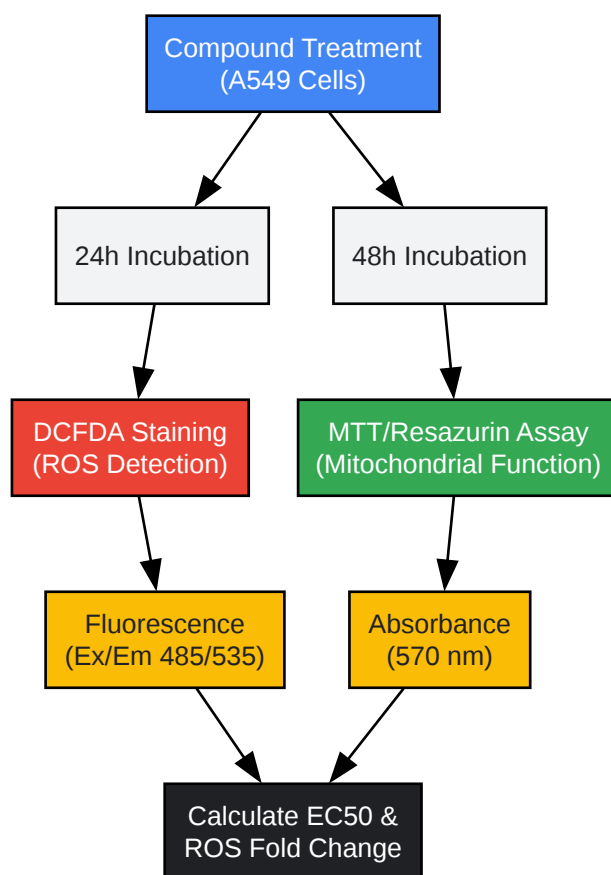 Compound Treatment
(A549 Cells)
24h Incubation
48h Incubation
DCFDA Staining
(ROS Detection)
MTT/Resazurin Assay
(Mitochondrial Function)
Fluorescence
(Ex/Em 485/535)
Absorbance
(570 nm)
Calculate EC50 &
ROS Fold Change